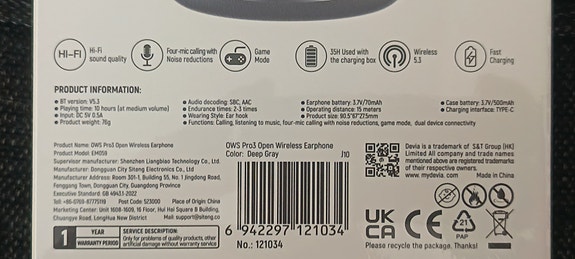 HI-FI
Hi-Fi
sound quality
Four-mic calling with
Noise reductions
Game
Mode
35H Used with
the charging box
Wireless
5.3
Fast
Charging
PRODUCT INFORMATION:
● BT version: V5.3
● Playing time: 10 hours (at medium volume)
● Input: DC 5V 0.5A
● Product weight: 70g
● Audio decoding: SBC, AAC
● Endurance times: 2-3 times
● Wearing Style: Ear hook
● Functions: Calling, listening to music, four-mic calling with noise reductions, game mode, dual device connectivity
● Earphone battery: 3.7V/70mAh
● Operating distance: 15 meters
● Product size: 90.5*67*27.5mm
● Case battery: 3.7V/500mAh
● Charging interface: TYPE-C
Product Name: OWS Pro3 Open Wireless Earphone
Product Model: EM059
Supervisor manufacturer: Shenzhen Liangbiao Technology Co., Ltd.
Manufacturer: Dongguan City Siteng Electronics Co., Ltd.
Manufacturer Address: Room 301-1, Building 55, No. 1 Jingdong Road,
Fenggang Town, Dongguan City, Guangdong Province
Executive Standard: GB 4943.1-2022
Tel: +86-0769-87775119 Post Code: 523000 Place of Origin: China
Marketing Center: Unit 1608-1609, 16 Floor, Hui Hei Square B Building,
Chuangye Road, LongHua New District Mail: support@siteng.cn
1
YEAR
WARRANTY PERIOD
SERVICE DESCRIPTION:
Only for problems of quality products, other
artificial damage without warranty service
OWS Pro3 Open Wireless Earphone
Color: Deep Gray J10
6 942297 121034
No.: 121034
Devia is a trademark of S&T Group (HK)
Limited All company and trade names
mentioned above are registered trademarks
of their respective owners.
www.mydevia.com Made in China
UK
CA
CE
21
PAP
Please recycle the package. Thanks!